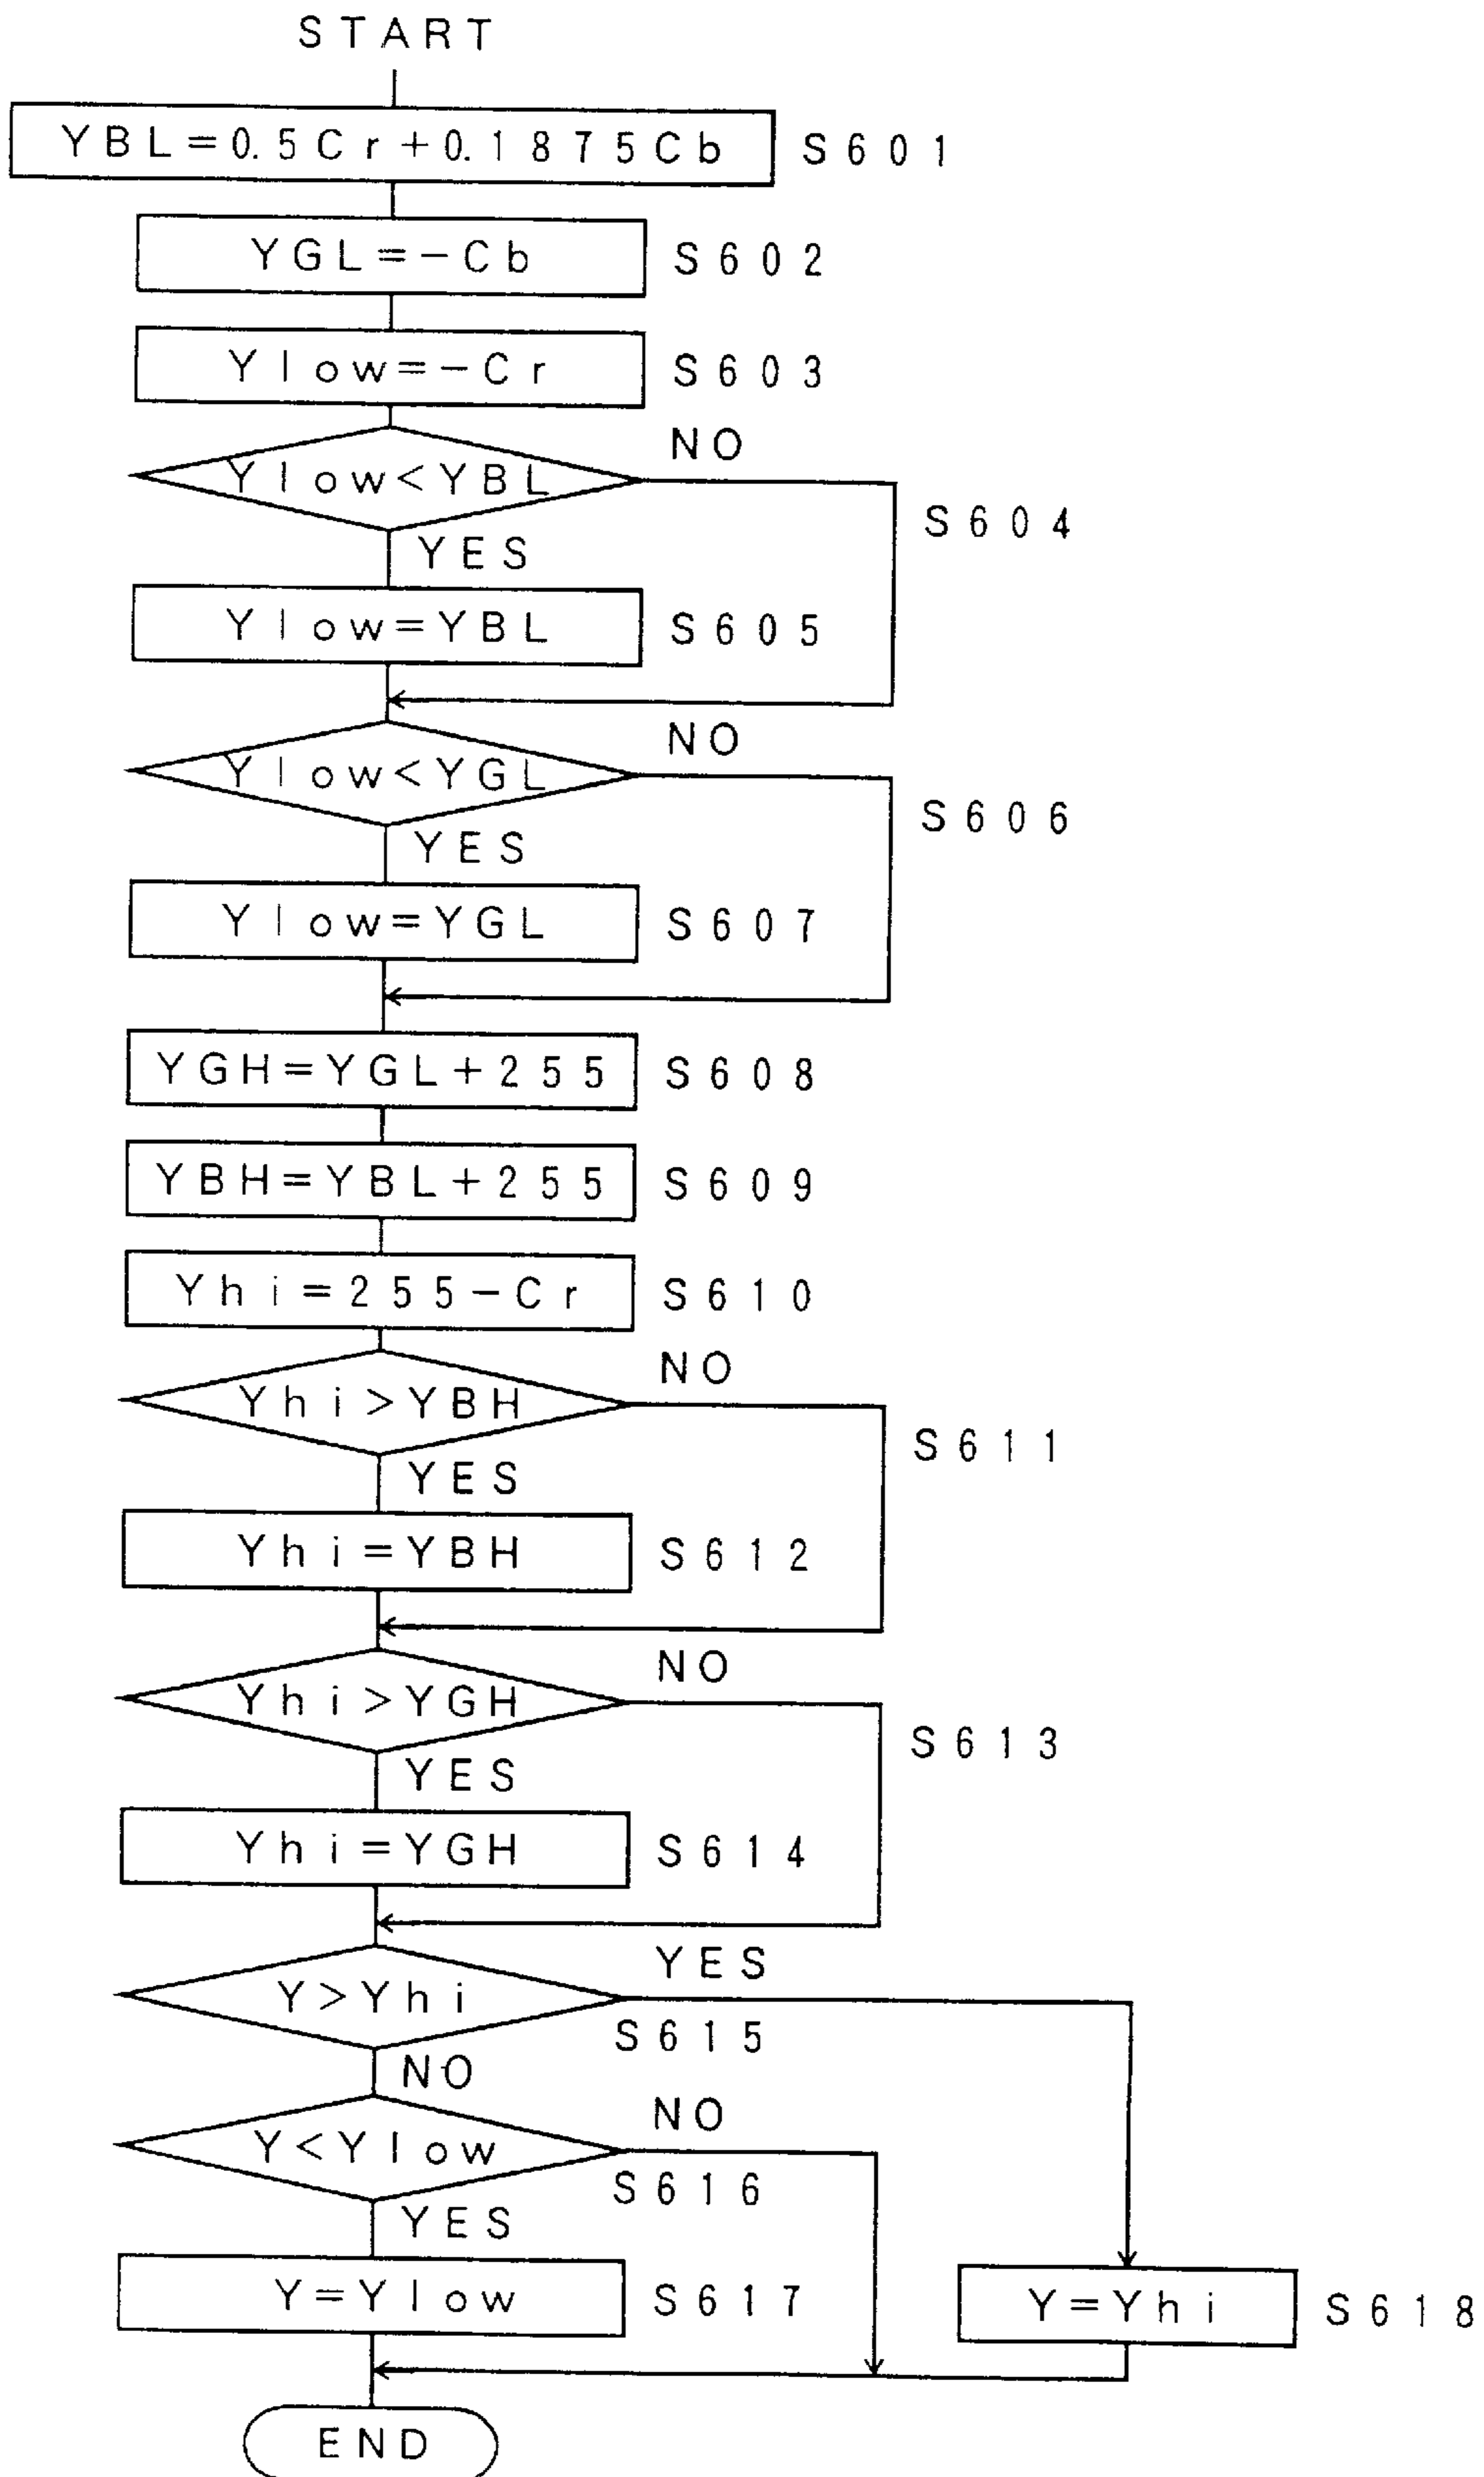 START
YBL=0.5Cr+0.1875Cb S601
YGL=-Cb S602
Ylow=-Cr S603
NO
Ylow<YBL
S604
YES
Ylow=YBL S605
NO
Ylow<YGL
S606
YES
Ylow=YGL S607
YGH=YGL+255 S608
YBH=YBL+255 S609
Yhi=255-Cr S610
NO
Yhi>YBH
S611
YES
Yhi=YBH S612
NO
Yhi>YGH
S613
YES
Yhi=YGH S614
YES
Y>Yhi
S615
NO
NO
Y<Ylow
S616
YES
Y=Ylow S617
Y=Yhi S618
END